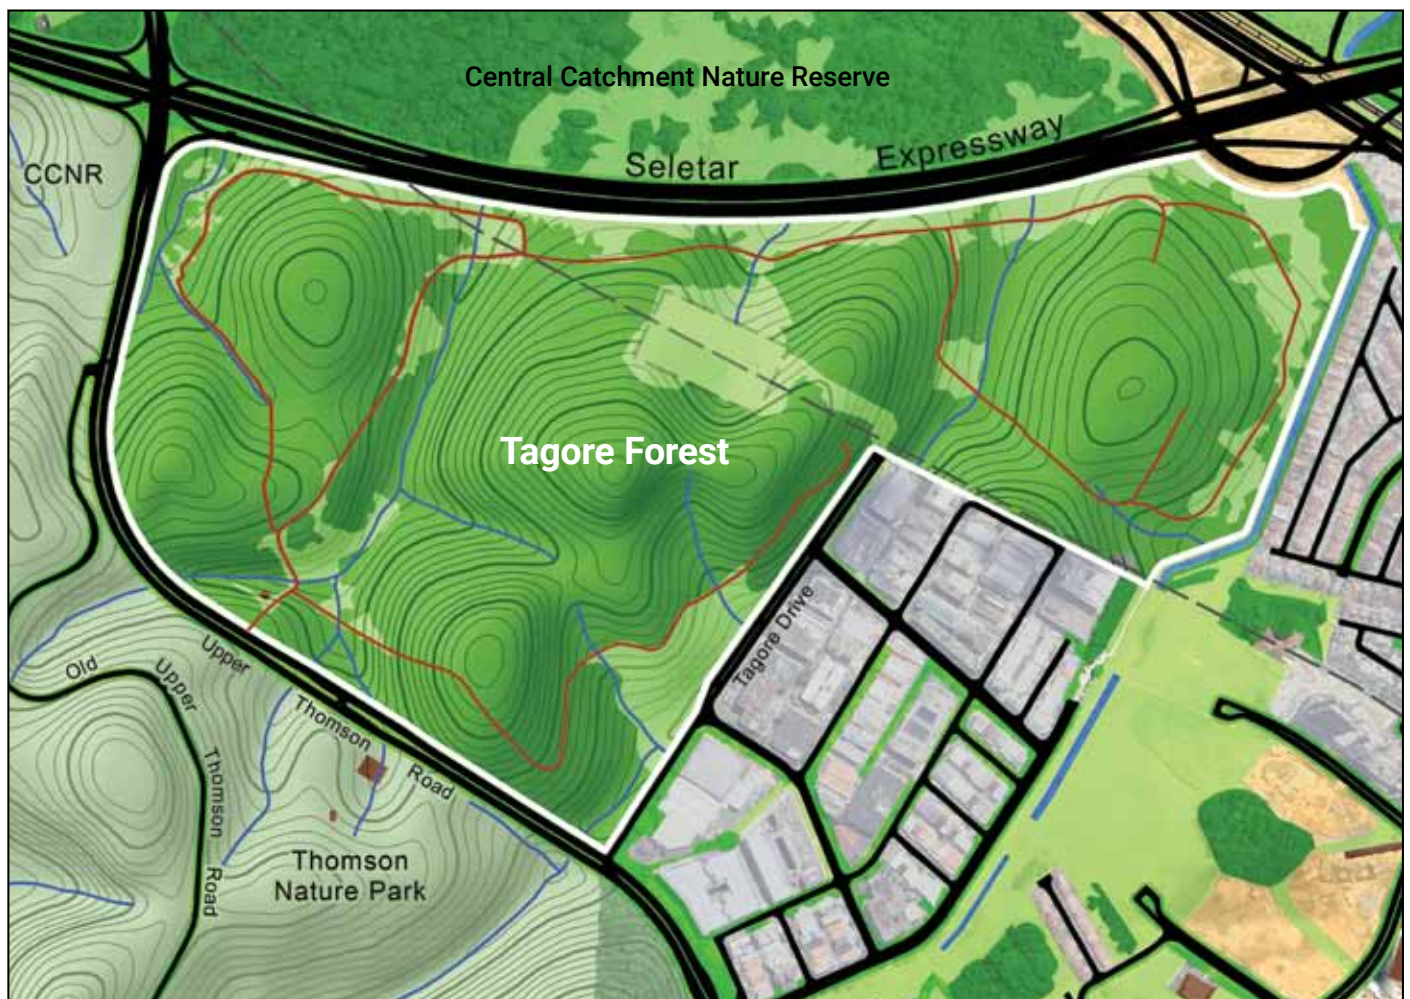 Central Catchment Nature Reserve
Seletar Expressway
CCNR
Tagore Forest
Tagore Drive
Upper Thomson Road
Old Upper Thomson Road
Thomson
Nature Park